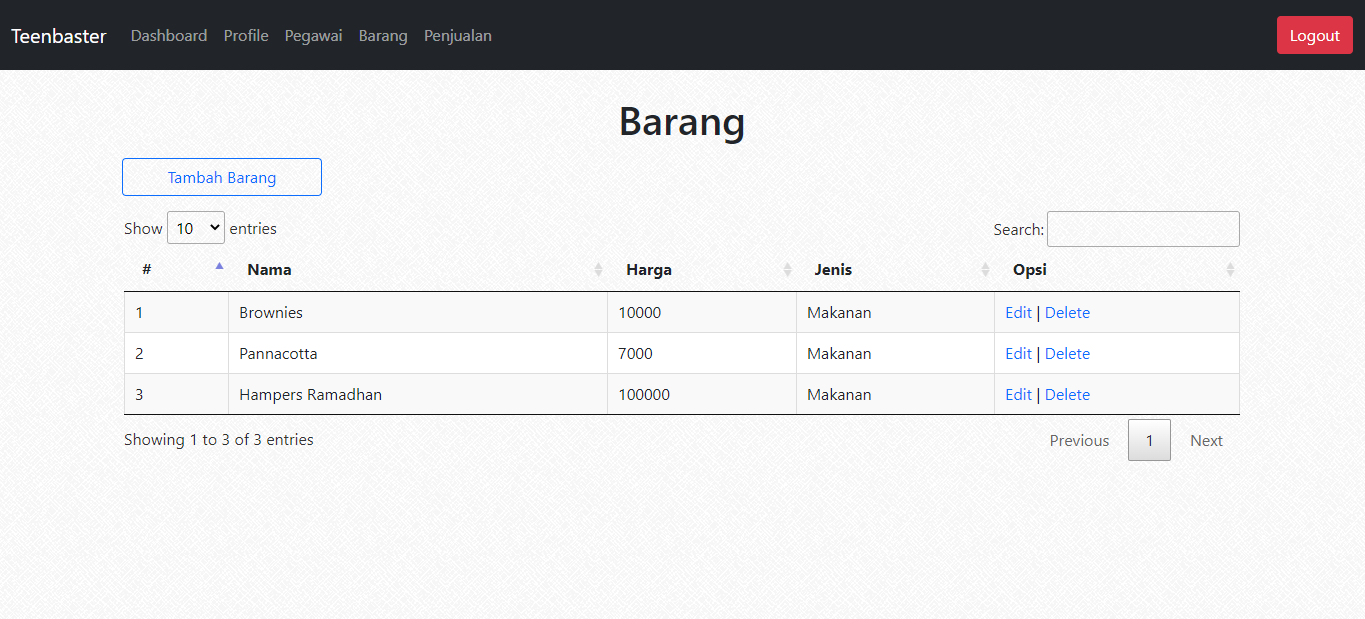 Teenbaster Dashboard Profile Pegawai Barang Penjualan Logout
Barang
Tambah Barang
Show 10 entries Search:
# Nama Harga Jenis Opsi
1 Brownies 10000 Makanan Edit | Delete
2 Pannacotta 7000 Makanan Edit | Delete
3 Hampers Ramadhan 100000 Makanan Edit | Delete
Showing 1 to 3 of 3 entries Previous 1 Next